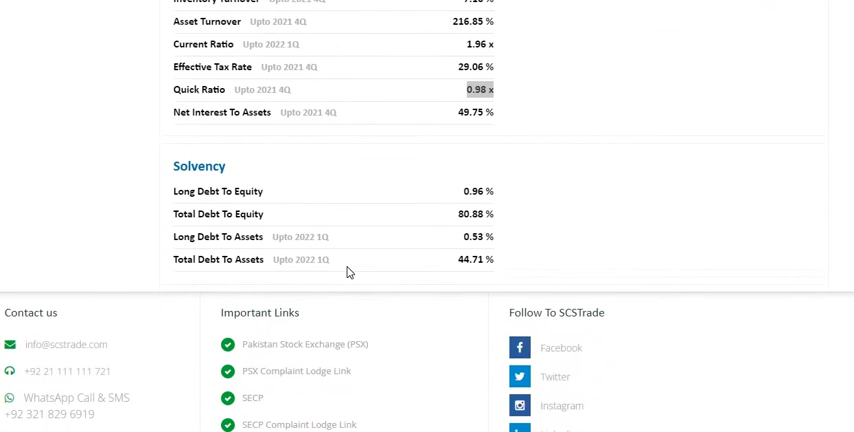 Asset Turnover Upto 2021 4Q 216.85 %
Current Ratio Upto 2022 1Q 1.96 x
Effective Tax Rate Upto 2021 4Q 29.06 %
Quick Ratio Upto 2021 4Q 0.98 x
Net Interest To Assets Upto 2021 4Q 49.75 %
Solvency
Long Debt To Equity 0.96 %
Total Debt To Equity 80.88 %
Long Debt To Assets Upto 2022 1Q 0.53 %
Total Debt To Assets Upto 2022 1Q 44.71 %
Contact us
info@scstrade.com
+92 21 111 111 721
WhatsApp Call & SMS
+92 321 829 6919
Important Links
Pakistan Stock Exchange (PSX)
PSX Complaint Lodge Link
SECP
SECP Complaint Lodge Link
Follow To SCSTrade
Facebook
Twitter
Instagram